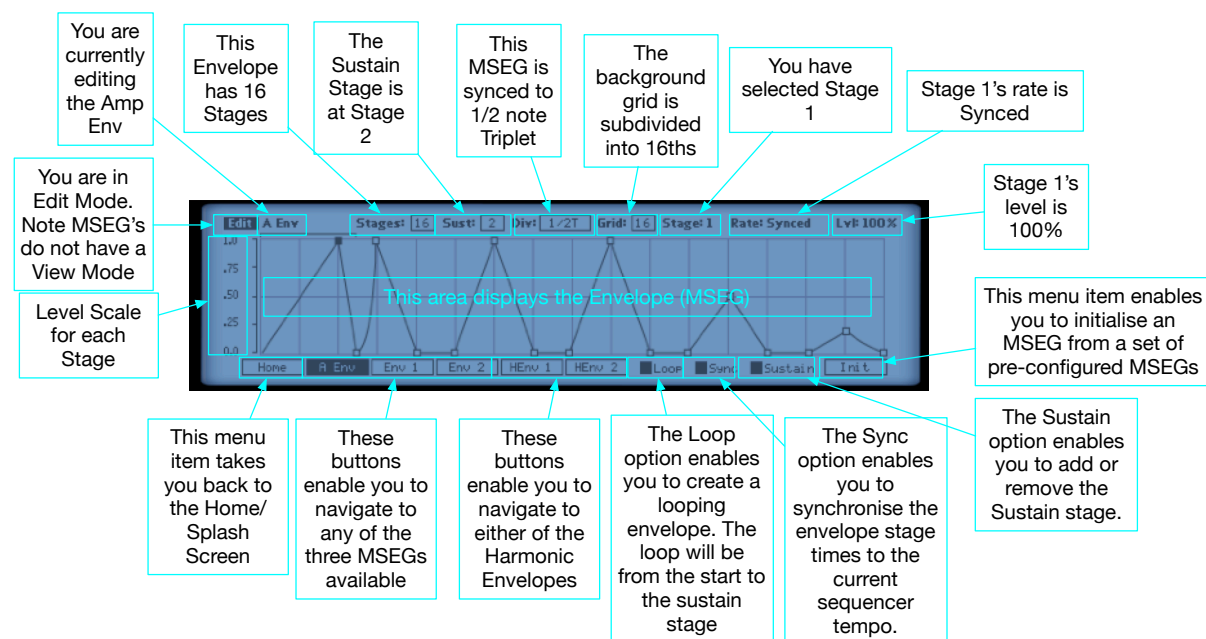 You are
currently
editing
the Amp
Env
This
Envelope
has 16
Stages
The
Sustain
Stage is
at Stage
2
This
MSEG is
synced to
1/2 note
Triplet
The
background
grid is
subdivided
into 16ths
You have
selected Stage
1
Stage 1's rate is
Synced
Stage 1's
level is
100%
You are in
Edit Mode.
Note MSEG's
do not have a
View Mode
Level Scale
for each
Stage
Edit A Env Stages: 16 Sust: 2 Div: 1/2T Grid: 16 Stage: 1 Rate: Synced Lvl: 100%
1.0
.75
.50
.25
0.0
This area displays the Envelope (MSEG)
Home A Env Env 1 Env 2 HEnv 1 HEnv 2 Loop Sync Sustain Init
This menu item enables
you to initialise an
MSEG from a set of
pre-configured MSEGs
This menu
item takes
you back to
the Home/
Splash
Screen
These
buttons
enable you to
navigate to
any of the
three MSEGs
available
These
buttons
enable you to
navigate to
either of the
Harmonic
Envelopes
The Loop
option enables
you to create a
looping
envelope. The
loop will be
from the start to
the sustain
stage
The Sync
option enables
you to
synchronise the
envelope stage
times to the
current
sequencer
tempo.
The Sustain
option enables
you to add or
remove the
Sustain stage.